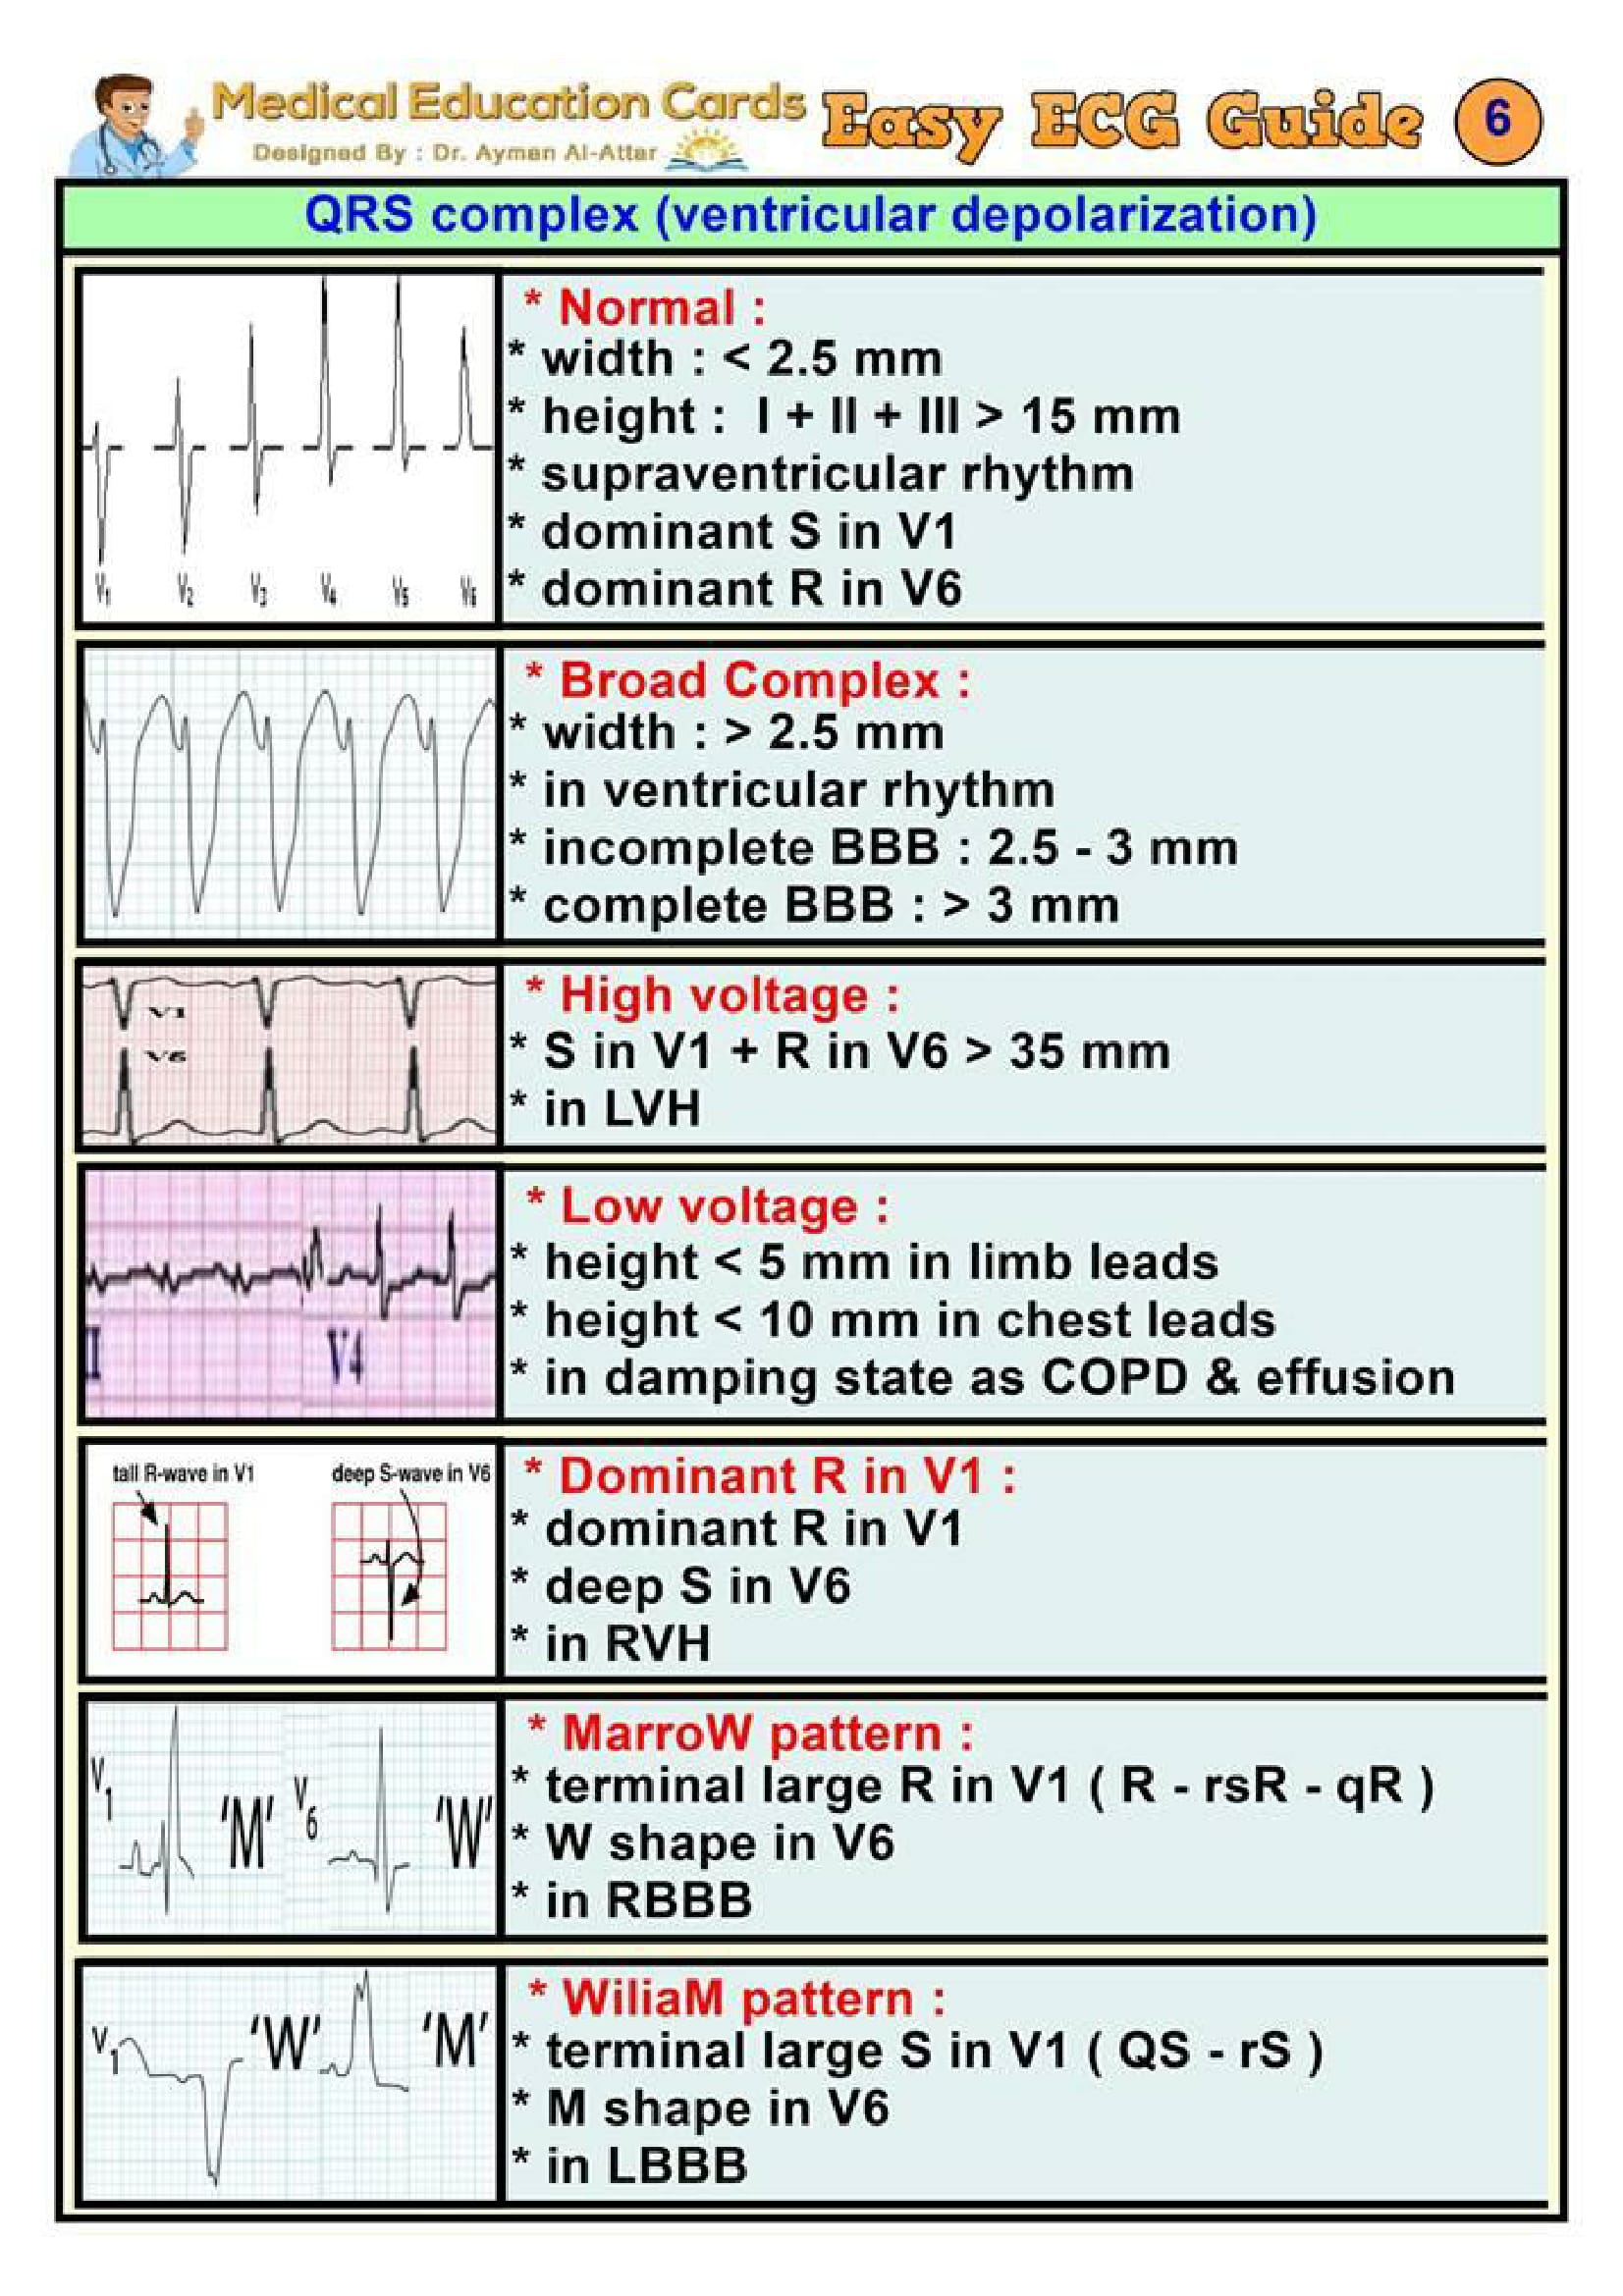 Medical Education Cards
Designed By : Dr. Ayman Al-Attar
Easy ECG Guide
6
QRS complex (ventricular depolarization)
V1 V2 V3 V4 V5 V6
* Normal :
* width : < 2.5 mm
* height : I + II + III > 15 mm
* supraventricular rhythm
* dominant S in V1
* dominant R in V6
* Broad Complex :
* width : > 2.5 mm
* in ventricular rhythm
* incomplete BBB : 2.5 - 3 mm
* complete BBB : > 3 mm
V1
V6
* High voltage :
* S in V1 + R in V6 > 35 mm
* in LVH
II V4
* Low voltage :
* height < 5 mm in limb leads
* height < 10 mm in chest leads
* in damping state as COPD & effusion
tall R-wave in V1 deep S-wave in V6
* Dominant R in V1 :
* dominant R in V1
* deep S in V6
* in RVH
V1 'M' V6 'W'
* MarroW pattern :
* terminal large R in V1 ( R - rsR - qR )
* W shape in V6
* in RBBB
V1 'W' 'M'
* WiliaM pattern :
* terminal large S in V1 ( QS - rS )
* M shape in V6
* in LBBB